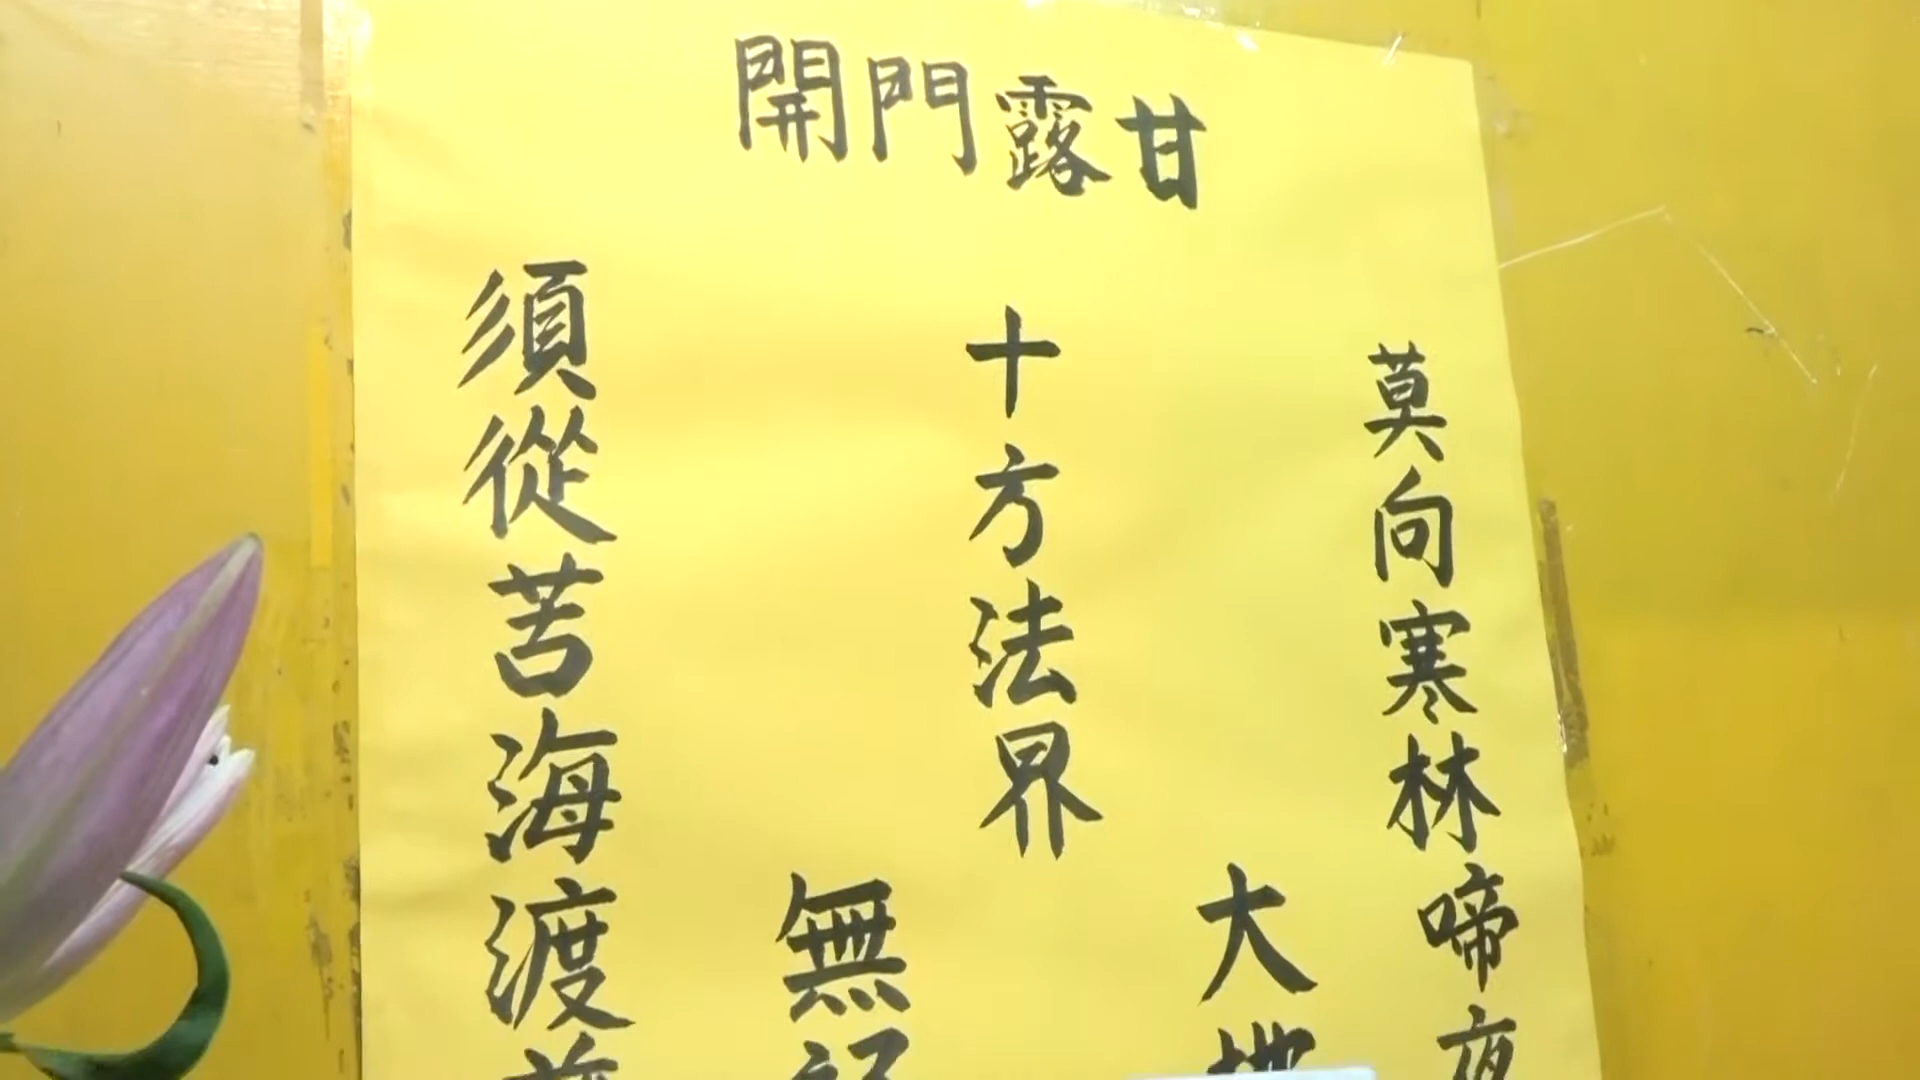 甘露門開
莫向寒林啼夜
大地
十方法界
無
須從苦海渡